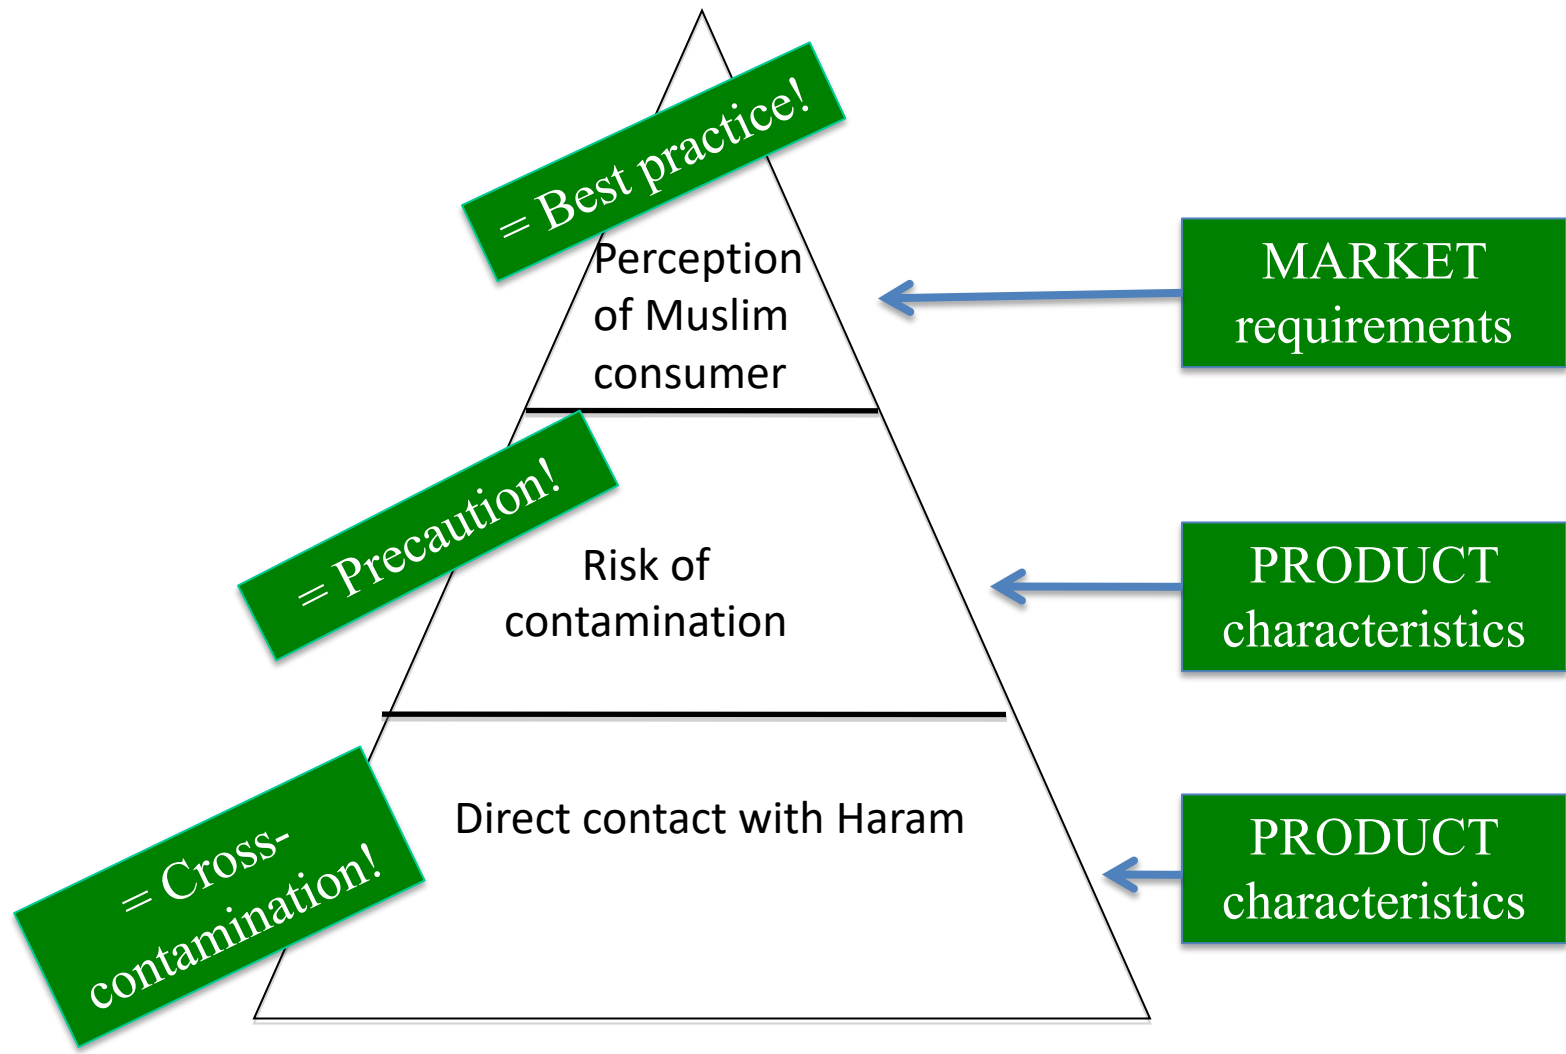 = Best practice!
Perception
of Muslim
consumer
MARKET
requirements
= Precaution!
Risk of
contamination
PRODUCT
characteristics
= Cross-
contamination!
Direct contact with Haram
PRODUCT
characteristics